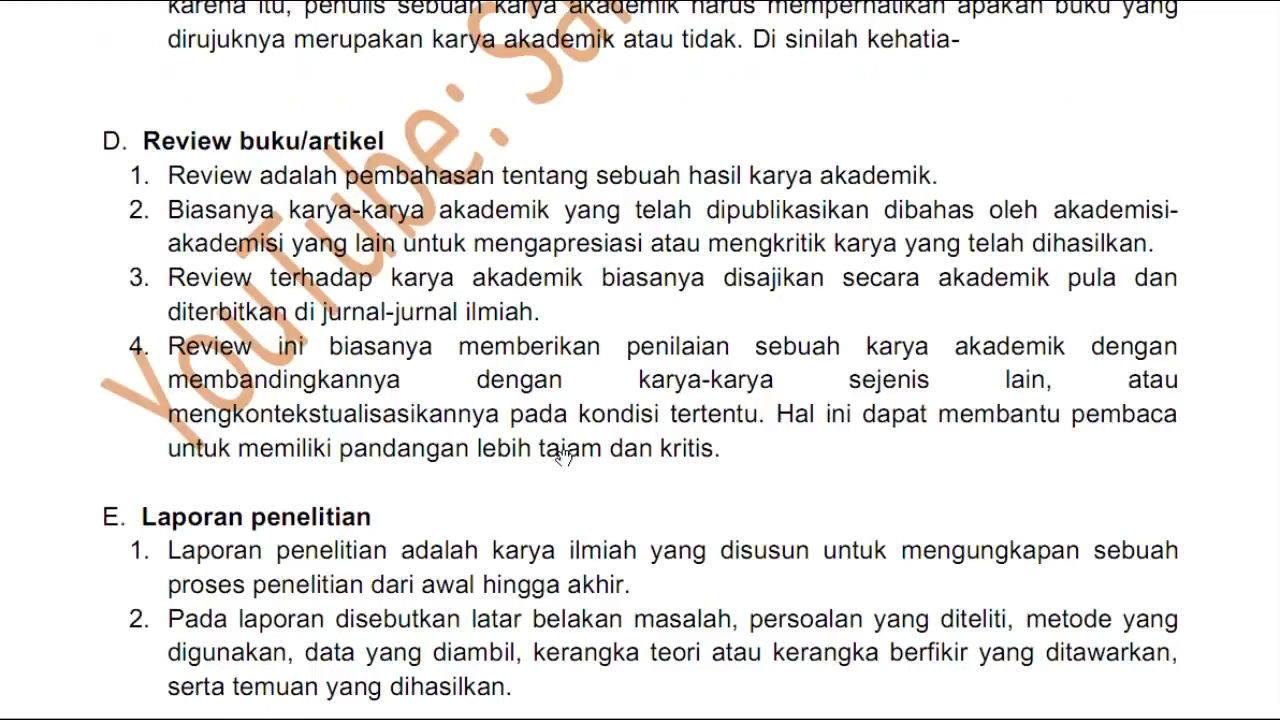 karena itu, penulis sebuah karya akademik harus memperhatikan apakah buku yang
dirujuknya merupakan karya akademik atau tidak. Di sinilah kehatia-
D. Review buku/artikel
1. Review adalah pembahasan tentang sebuah hasil karya akademik.
2. Biasanya karya-karya akademik yang telah dipublikasikan dibahas oleh akademisi-
akademisi yang lain untuk mengapresiasi atau mengkritik karya yang telah dihasilkan.
3. Review terhadap karya akademik biasanya disajikan secara akademik pula dan
diterbitkan di jurnal-jurnal ilmiah.
4. Review ini biasanya memberikan penilaian sebuah karya akademik dengan
membandingkannya dengan karya-karya sejenis lain, atau
mengkontekstualisasikannya pada kondisi tertentu. Hal ini dapat membantu pembaca
untuk memiliki pandangan lebih tajam dan kritis.
E. Laporan penelitian
1. Laporan penelitian adalah karya ilmiah yang disusun untuk mengungkapan sebuah
proses penelitian dari awal hingga akhir.
2. Pada laporan disebutkan latar belakan masalah, persoalan yang diteliti, metode yang
digunakan, data yang diambil, kerangka teori atau kerangka berfikir yang ditawarkan,
serta temuan yang dihasilkan.
YouTube: